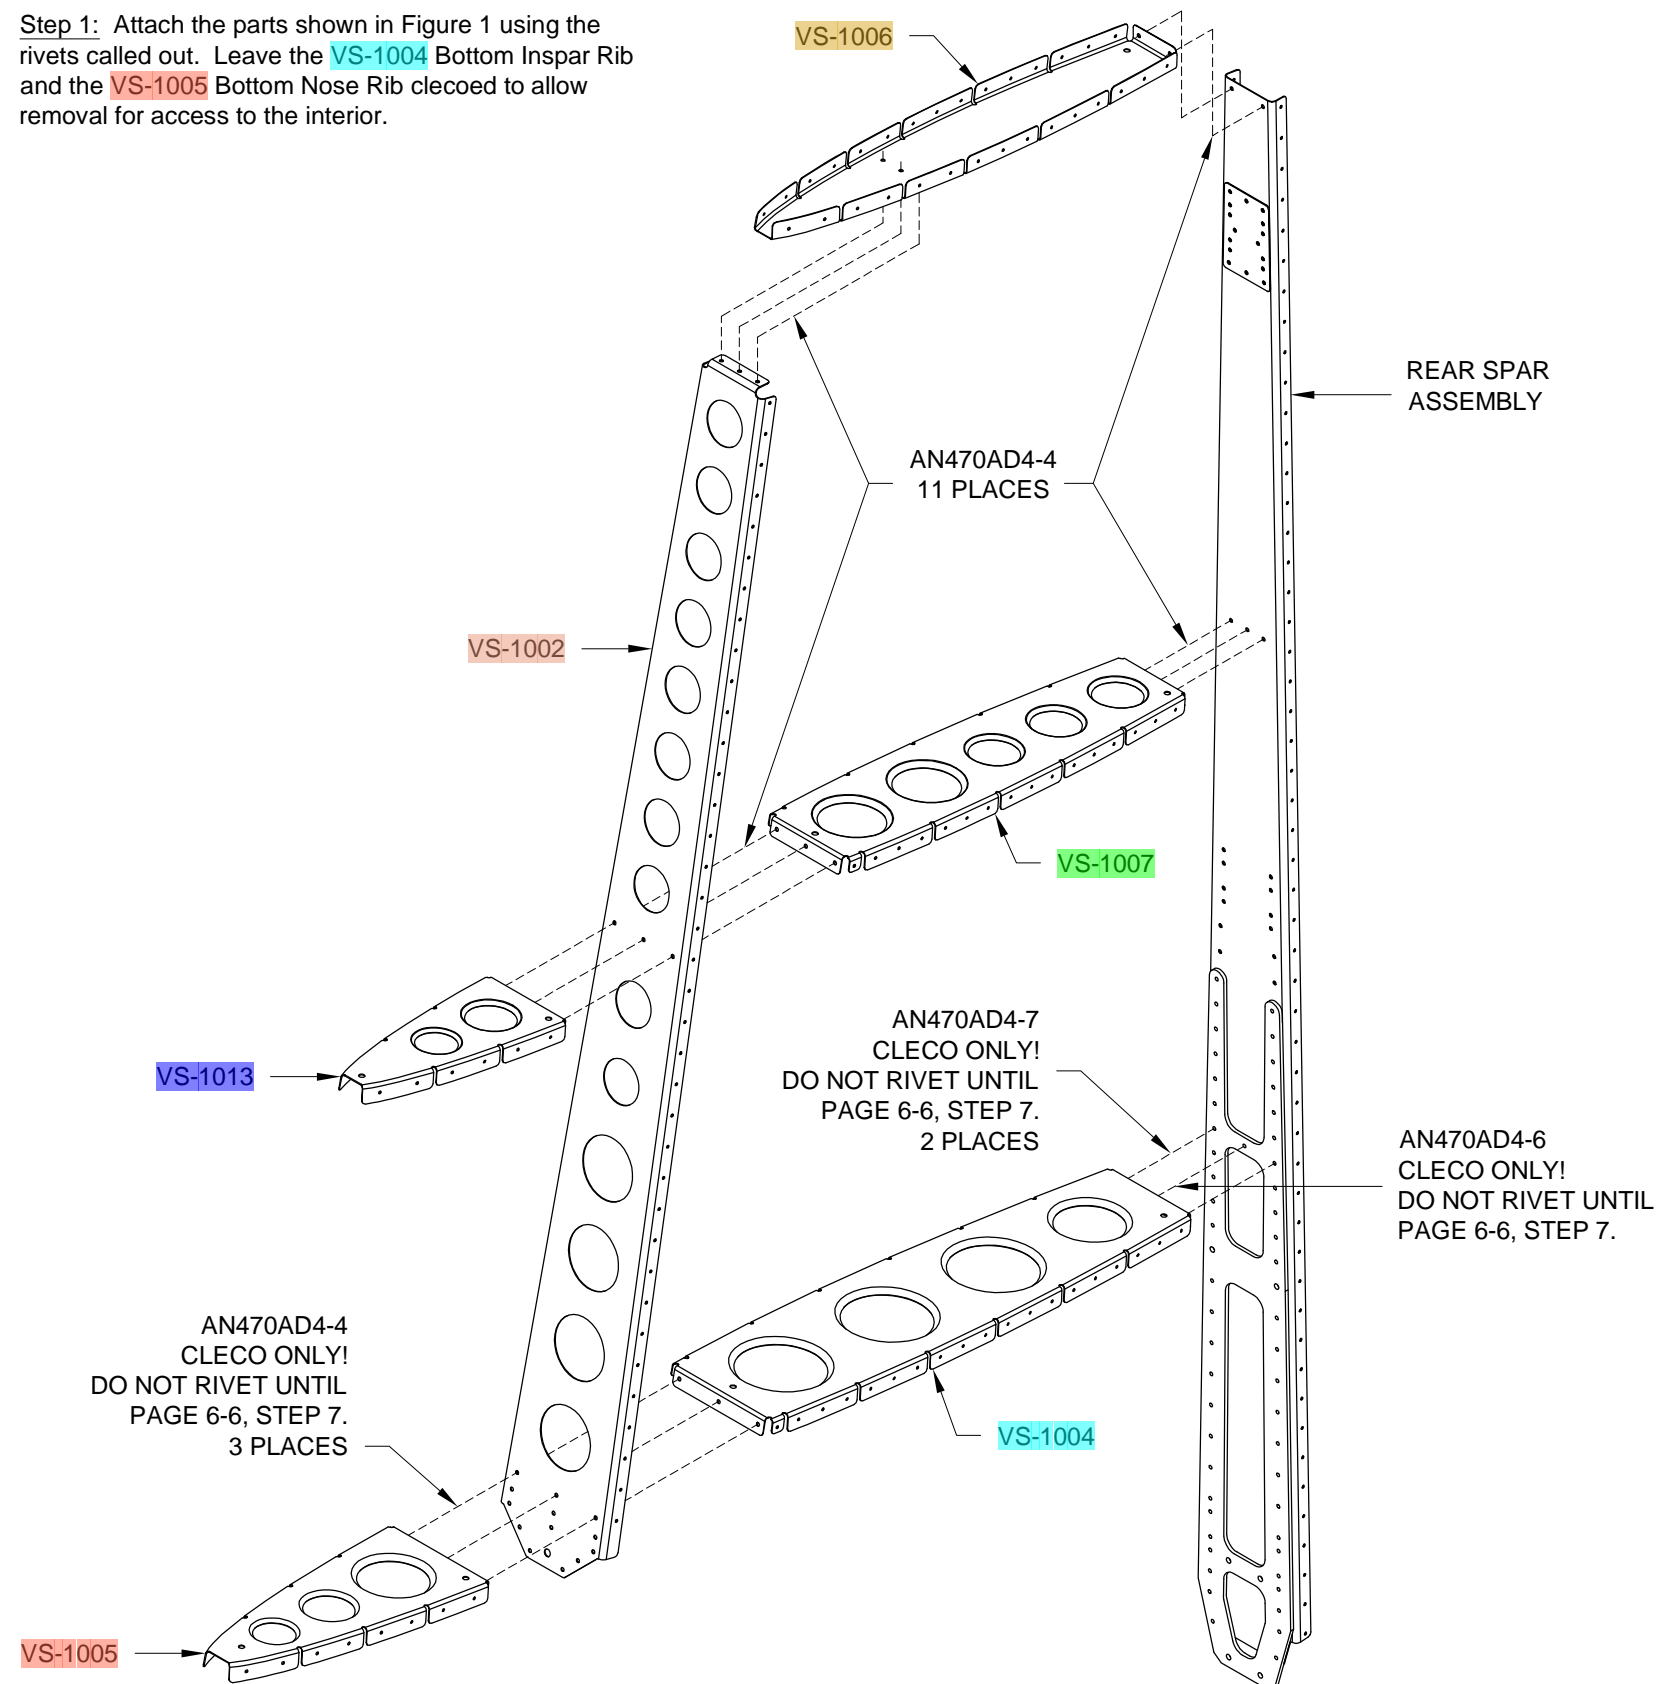 Step 1: Attach the parts shown in Figure 1 using the
rivets called out. Leave the VS-1004 Bottom Inspar Rib
and the VS-1005 Bottom Nose Rib clecoed to allow
removal for access to the interior.
VS-1006
REAR SPAR
ASSEMBLY
AN470AD4-4
11 PLACES
VS-1002
VS-1007
VS-1013
AN470AD4-7
CLECO ONLY!
DO NOT RIVET UNTIL
PAGE 6-6, STEP 7.
2 PLACES
AN470AD4-6
CLECO ONLY!
DO NOT RIVET UNTIL
PAGE 6-6, STEP 7.
AN470AD4-4
CLECO ONLY!
DO NOT RIVET UNTIL
PAGE 6-6, STEP 7.
3 PLACES
VS-1004
VS-1005